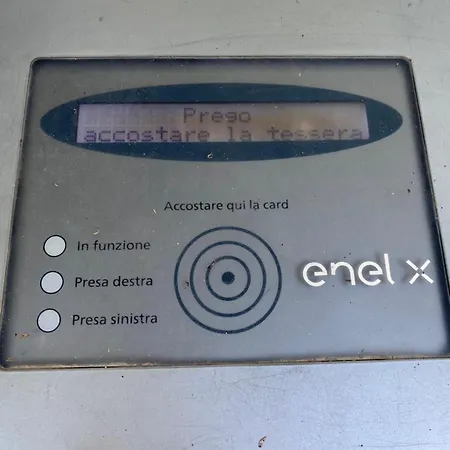 Prego
accostare la tessera
Accostare qui la card
In funzione
Presa destra
Presa sinistra
enel x